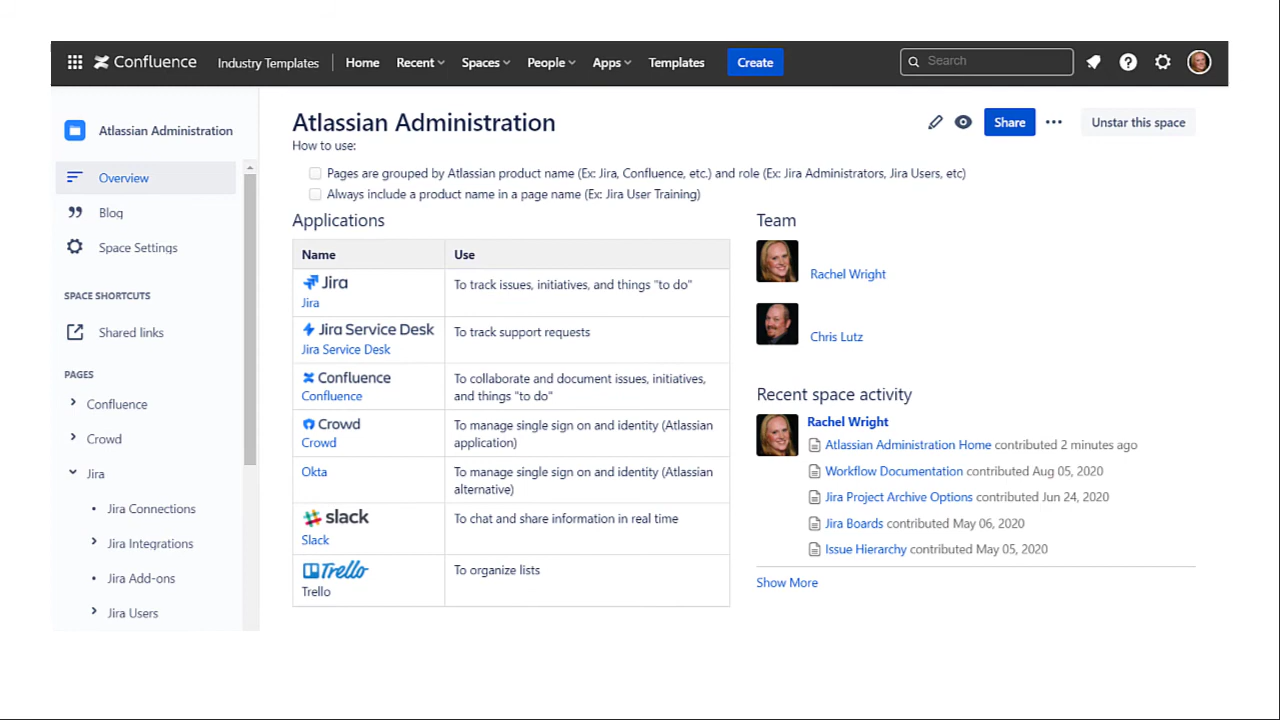 Confluence Industry Templates Home Recent Spaces People Apps Templates Create Search
Atlassian Administration
Overview
Blog
Space Settings
SPACE SHORTCUTS
Shared links
PAGES
Confluence
Crowd
Jira
Jira Connections
Jira Integrations
Jira Add-ons
Jira Users
Atlassian Administration
Share
Unstar this space
How to use:
Pages are grouped by Atlassian product name (Ex: Jira, Confluence, etc.) and role (Ex: Jira Administrators, Jira Users, etc)
Always include a product name in a page name (Ex: Jira User Training)
Applications
Name Use
Jira
Jira
To track issues, initiatives, and things "to do"
Jira Service Desk
Jira Service Desk
To track support requests
Confluence
Confluence
To collaborate and document issues, initiatives,
and things "to do"
Crowd
Crowd
To manage single sign on and identity (Atlassian
application)
Okta
To manage single sign on and identity (Atlassian
alternative)
slack
Slack
To chat and share information in real time
Trello
Trello
To organize lists
Team
Rachel Wright
Chris Lutz
Recent space activity
Rachel Wright
Atlassian Administration Home contributed 2 minutes ago
Workflow Documentation contributed Aug 05, 2020
Jira Project Archive Options contributed Jun 24, 2020
Jira Boards contributed May 06, 2020
Issue Hierarchy contributed May 05, 2020
Show More